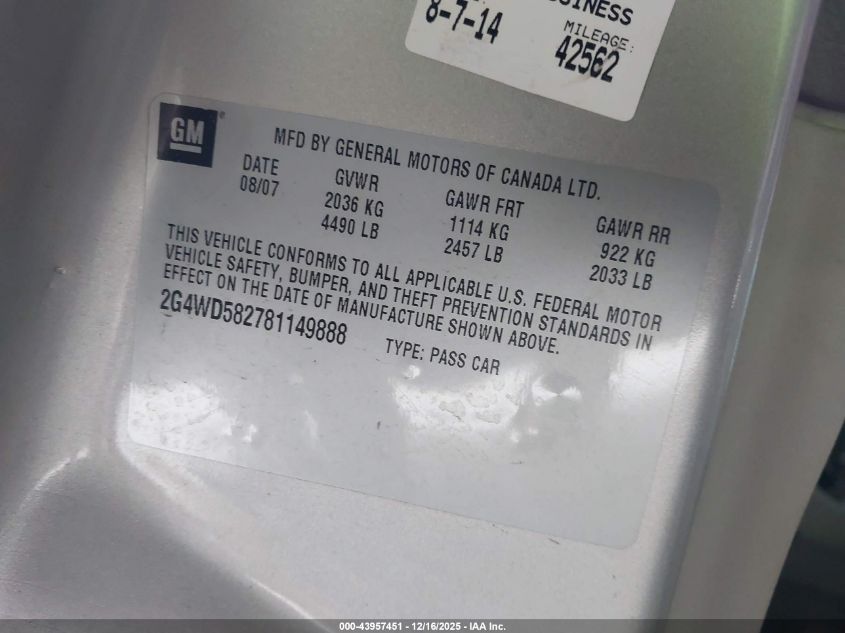 8-7-14
MILEAGE:
42562
GM
MFD BY GENERAL MOTORS OF CANADA LTD.
DATE
08/07
GVWR
2036 KG
4490 LB
GAWR FRT
1114 KG
2457 LB
GAWR RR
922 KG
2033 LB
THIS VEHICLE CONFORMS TO ALL APPLICABLE U.S. FEDERAL MOTOR
VEHICLE SAFETY, BUMPER, AND THEFT PREVENTION STANDARDS IN
EFFECT ON THE DATE OF MANUFACTURE SHOWN ABOVE.
2G4WD582781149888
TYPE: PASS CAR
000-43957451 - 12/16/2025 - IAA Inc.